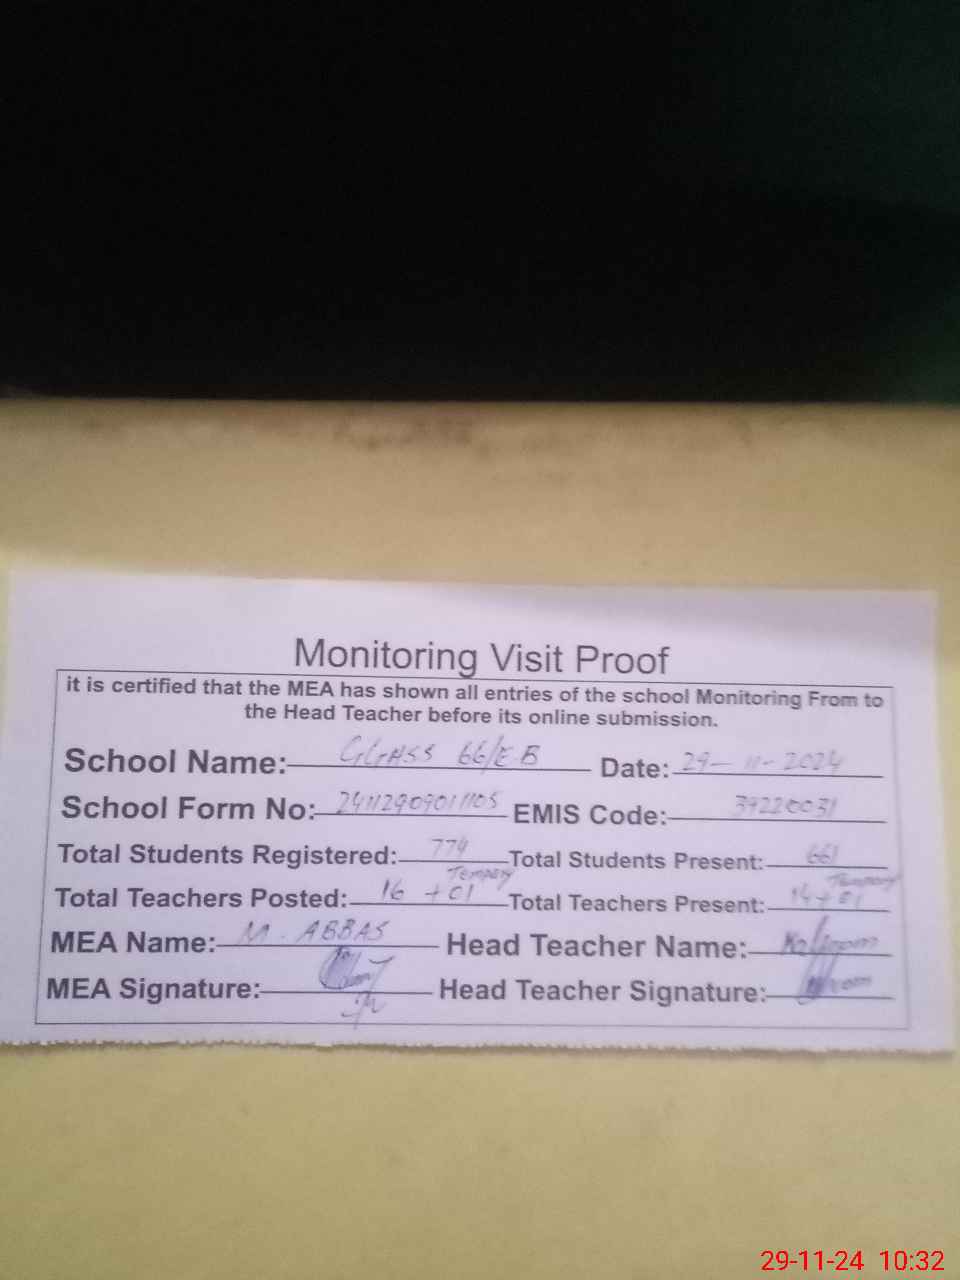 Monitoring Visit Proof
it is certified that the MEA has shown all entries of the school Monitoring From to
the Head Teacher before its online submission.
School Name: GGHSS 66/E.B Date: 29-11-2024
School Form No: EMIS Code: 39220031
Total Students Registered: 774 Total Students Present: 661
Total Teachers Posted: 16 +01 Tempory Total Teachers Present: 14+01 Tempory
MEA Name: M. ABBAS Head Teacher Name:
MEA Signature: Head Teacher Signature:
29-11-24 10:32